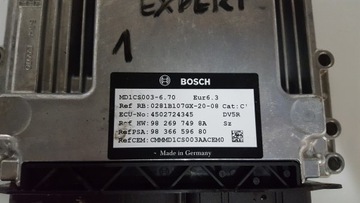 EXPERT
1
BOSCH
MD1CS003-6.70 Eur6.3
Ref RB:0281B107GX-20-08 Cat:C'
ECU-No:4502724345 DV5R
Ref HW:98 269 749 8A Sz
RefPSA:98 366 596 80
RefCEM:CMMMD1CS003AACEM0
Made in Germany